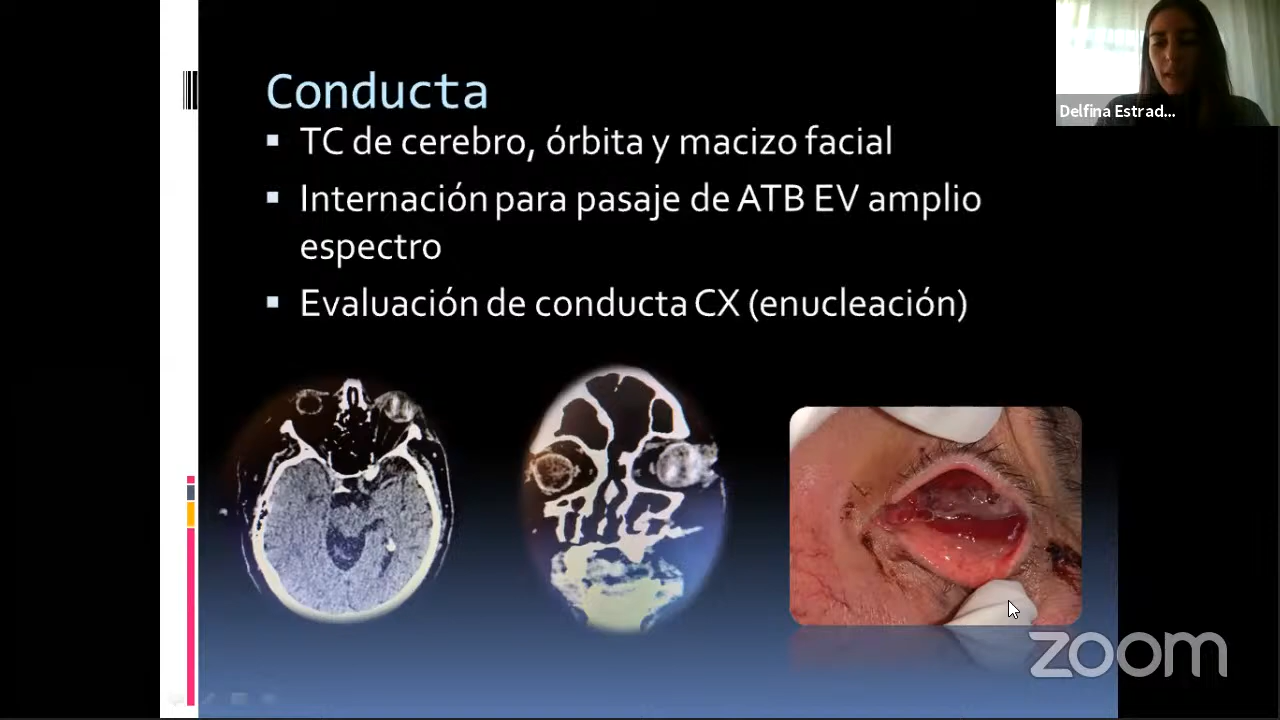 Conducta
TC de cerebro, órbita y macizo facial
Internación para pasaje de ATB EV amplio
espectro
Evaluación de conducta CX (enucleación)
Delfina Estrad...
zoom